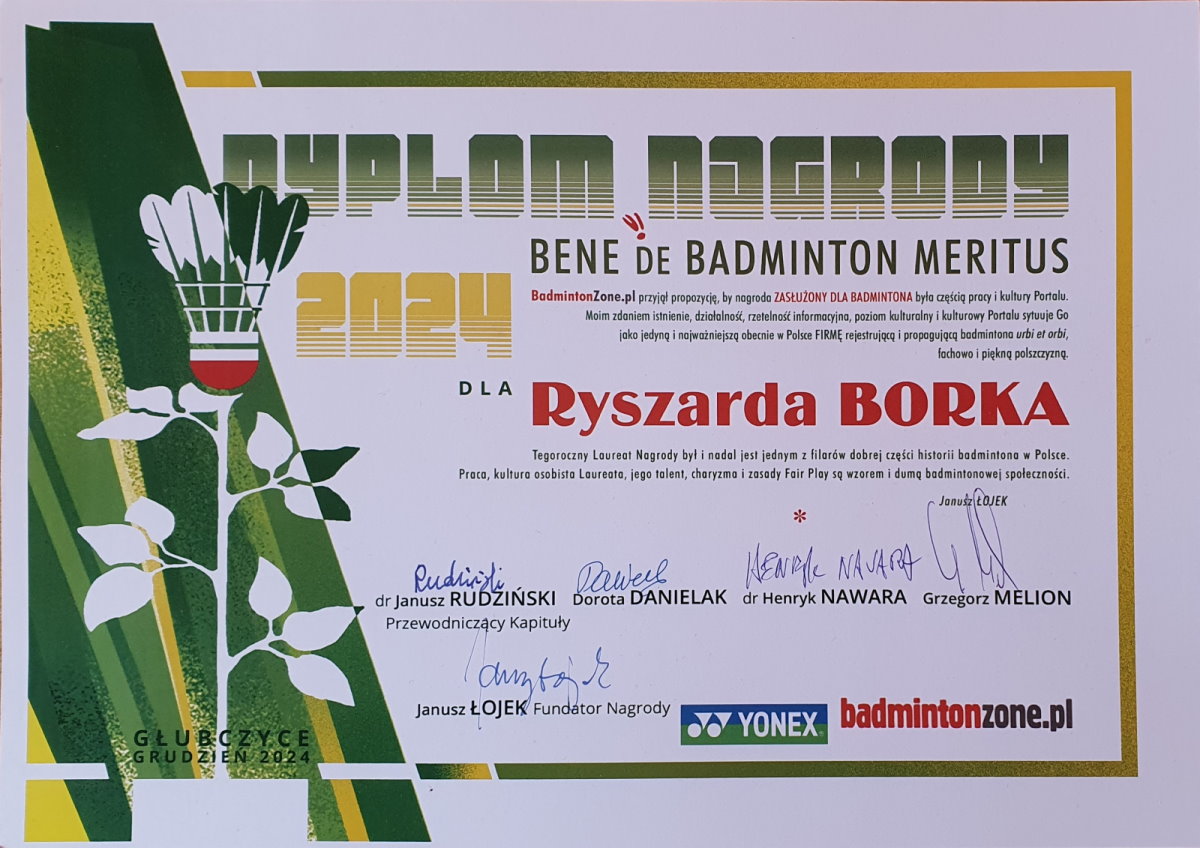 DYPLOM NAGRODY
BENE DE BADMINTON MERITUS
2024
BadmintonZone.pl przyjął propozycję, by nagroda ZASŁUŻONY DLA BADMINTONA była częścią pracy i kultury Portalu.
Moim zdaniem istnienie, działalność, rzetelność informacyjna, poziom kulturalny i kulturowy Portalu sytuuje Go
jako jedyną i najważniejszą obecnie w Polsce FIRMĘ rejestrującą i propagującą badmintona urbi et orbi,
fachowo i piękną polszczyzną.
DLA
Ryszarda BORKA
Tegoroczny Laureat Nagrody był i nadal jest jednym z filarów dobrej części historii badmintona w Polsce.
Praca, kultura osobista Laureata, jego talent, charyzma i zasady Fair Play są wzorem i dumą badmintonowej społeczności.
Janusz ŁOJEK
*
Rudziński HENRYK NAWARA
dr Janusz RUDZIŃSKI Dorota DANIELAK dr Henryk NAWARA Grzegorz MELION
Przewodniczący Kapituły
Janusz ŁOJEK Fundator Nagrody
YONEX badmintonzone.pl
GŁUBCZYCE
GRUDZIEŃ 2024